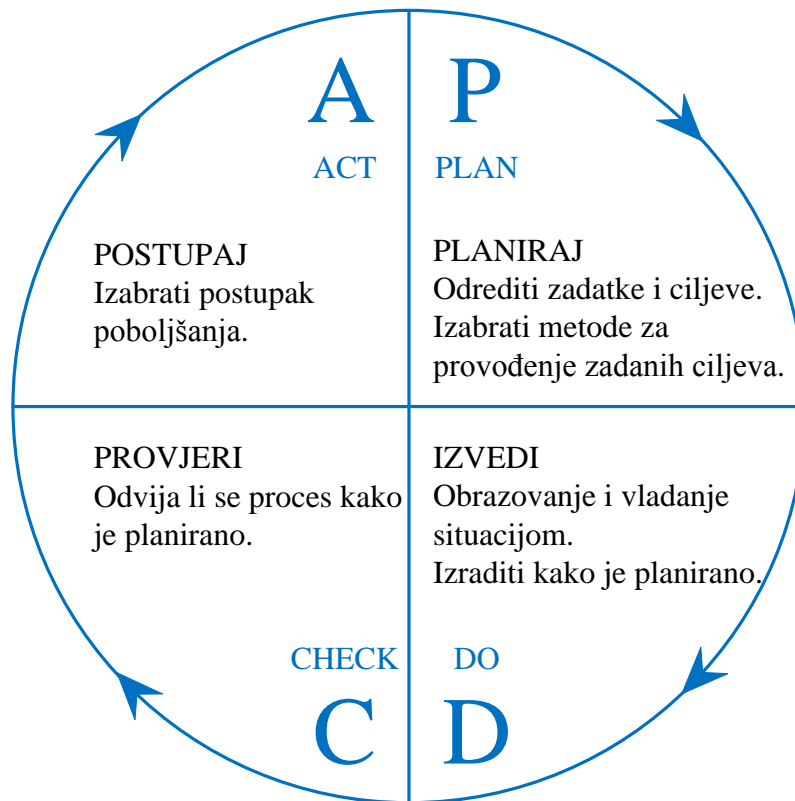 A
ACT
POSTUPAJ
Izabrati postupak
poboljšanja.
P
PLAN
PLANIRAJ
Odrediti zadatke i ciljeve.
Izabrati metode za
provođenje zadanih ciljeva.
PROVJERI
Odvija li se proces kako
je planirano.
CHECK
C
IZVEDI
Obrazovanje i vladanje
situacijom.
Izraditi kako je planirano.
DO
D